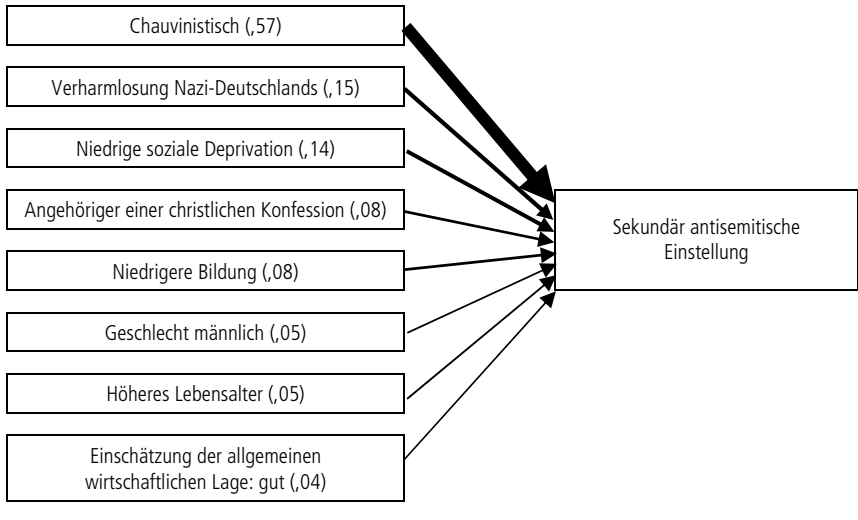 Chauvinistisch (,57)
Verharmlosung Nazi-Deutschlands (,15)
Niedrige soziale Deprivation (,14)
Angehöriger einer christlichen Konfession (,08)
Niedrigere Bildung (,08)
Geschlecht männlich (,05)
Höheres Lebensalter (,05)
Einschätzung der allgemeinen
wirtschaftlichen Lage: gut (,04)
Sekundär antisemitische
Einstellung